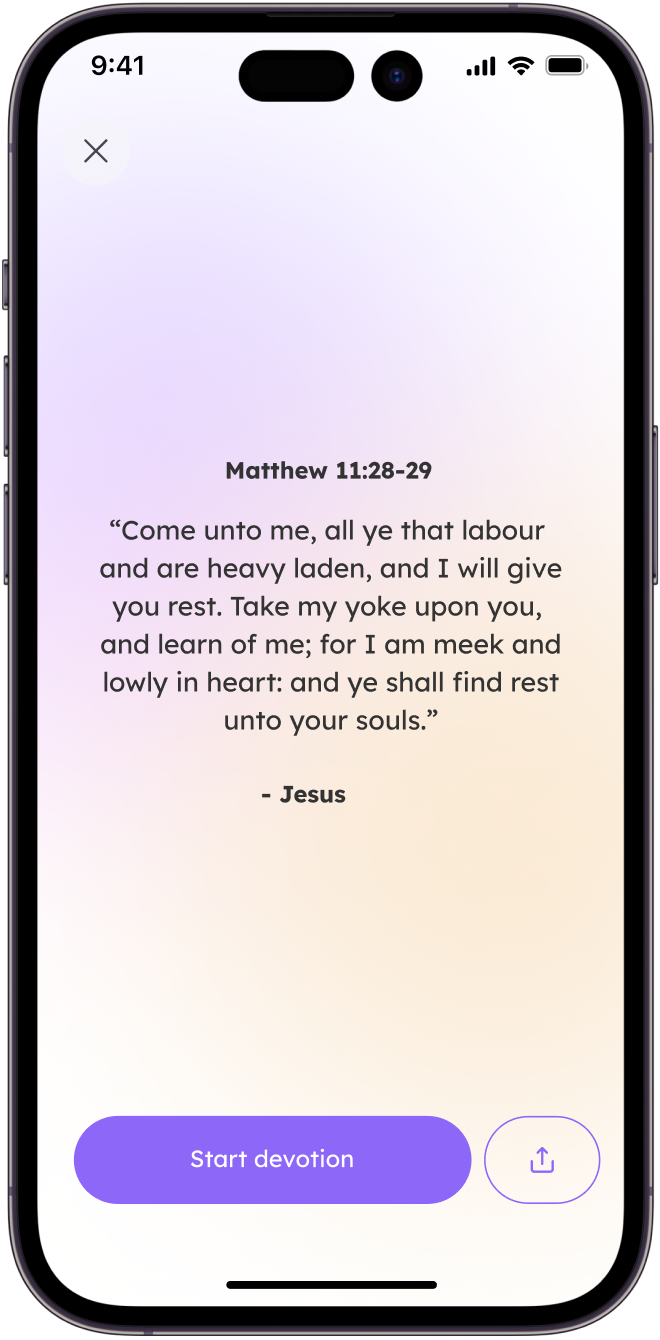 9:41
Matthew 11:28-29
“Come unto me, all ye that labour
and are heavy laden, and I will give
you rest. Take my yoke upon you,
and learn of me; for I am meek and
lowly in heart: and ye shall find rest
unto your souls.”
- Jesus
Start devotion